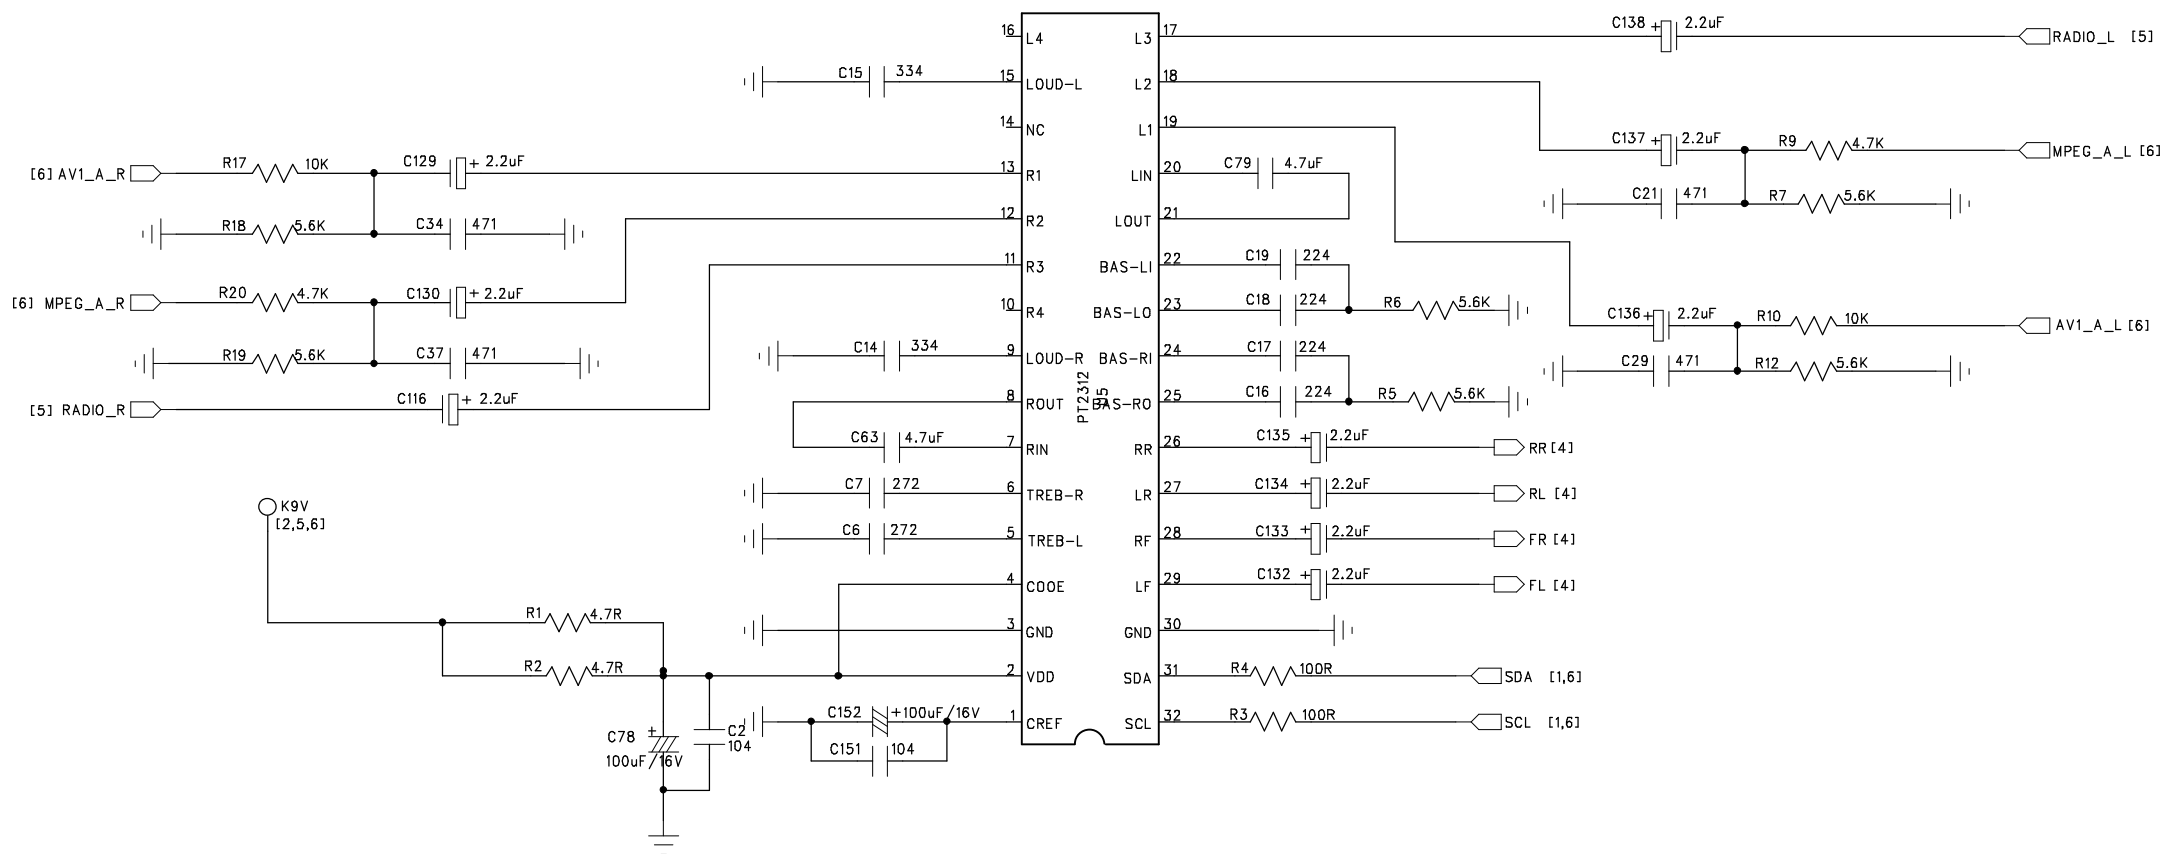 C138 + 2.2uF
16 L4 L3 17 RADIO_L [5]
C15 334 15 LOUD-L L2 18
14 NC L1 19
C137 + 2.2uF R9 4.7K MPEG_A_L [6]
[6] AV1_A_R R17 10K C129 + 2.2uF 13 R1 LIN 20 C79 4.7uF
C21 471 R7 5.6K
R18 5.6K C34 471 12 R2 LOUT 21
11 R3 BAS-LI 22 C19 224
[6] MPEG_A_R R20 4.7K C130 + 2.2uF 10 R4 BAS-LO 23 C18 224 R6 5.6K
C136 + 2.2uF R10 10K AV1_A_L [6]
R19 5.6K C37 471 C14 334 9 LOUD-R BAS-RI 24 C17 224
C29 471 R12 5.6K
PT2312
U5
[5] RADIO_R C116 + 2.2uF 8 ROUT BAS-RO 25 C16 224 R5 5.6K
C63 4.7uF 7 RIN RR 26 C135 + 2.2uF RR [4]
C7 272 6 TREB-R LR 27 C134 + 2.2uF RL [4]
K9V
[2,5,6]
C6 272 5 TREB-L RF 28 C133 + 2.2uF FR [4]
4 COOE LF 29 C132 + 2.2uF FL [4]
R1 4.7R 3 GND GND 30
R2 4.7R 2 VDD SDA 31 R4 100R SDA [1,6]
C152 +100uF/16V 1 CREF SCL 32 R3 100R SCL [1,6]
C78 + C2
100uF/16V 104
C151 104